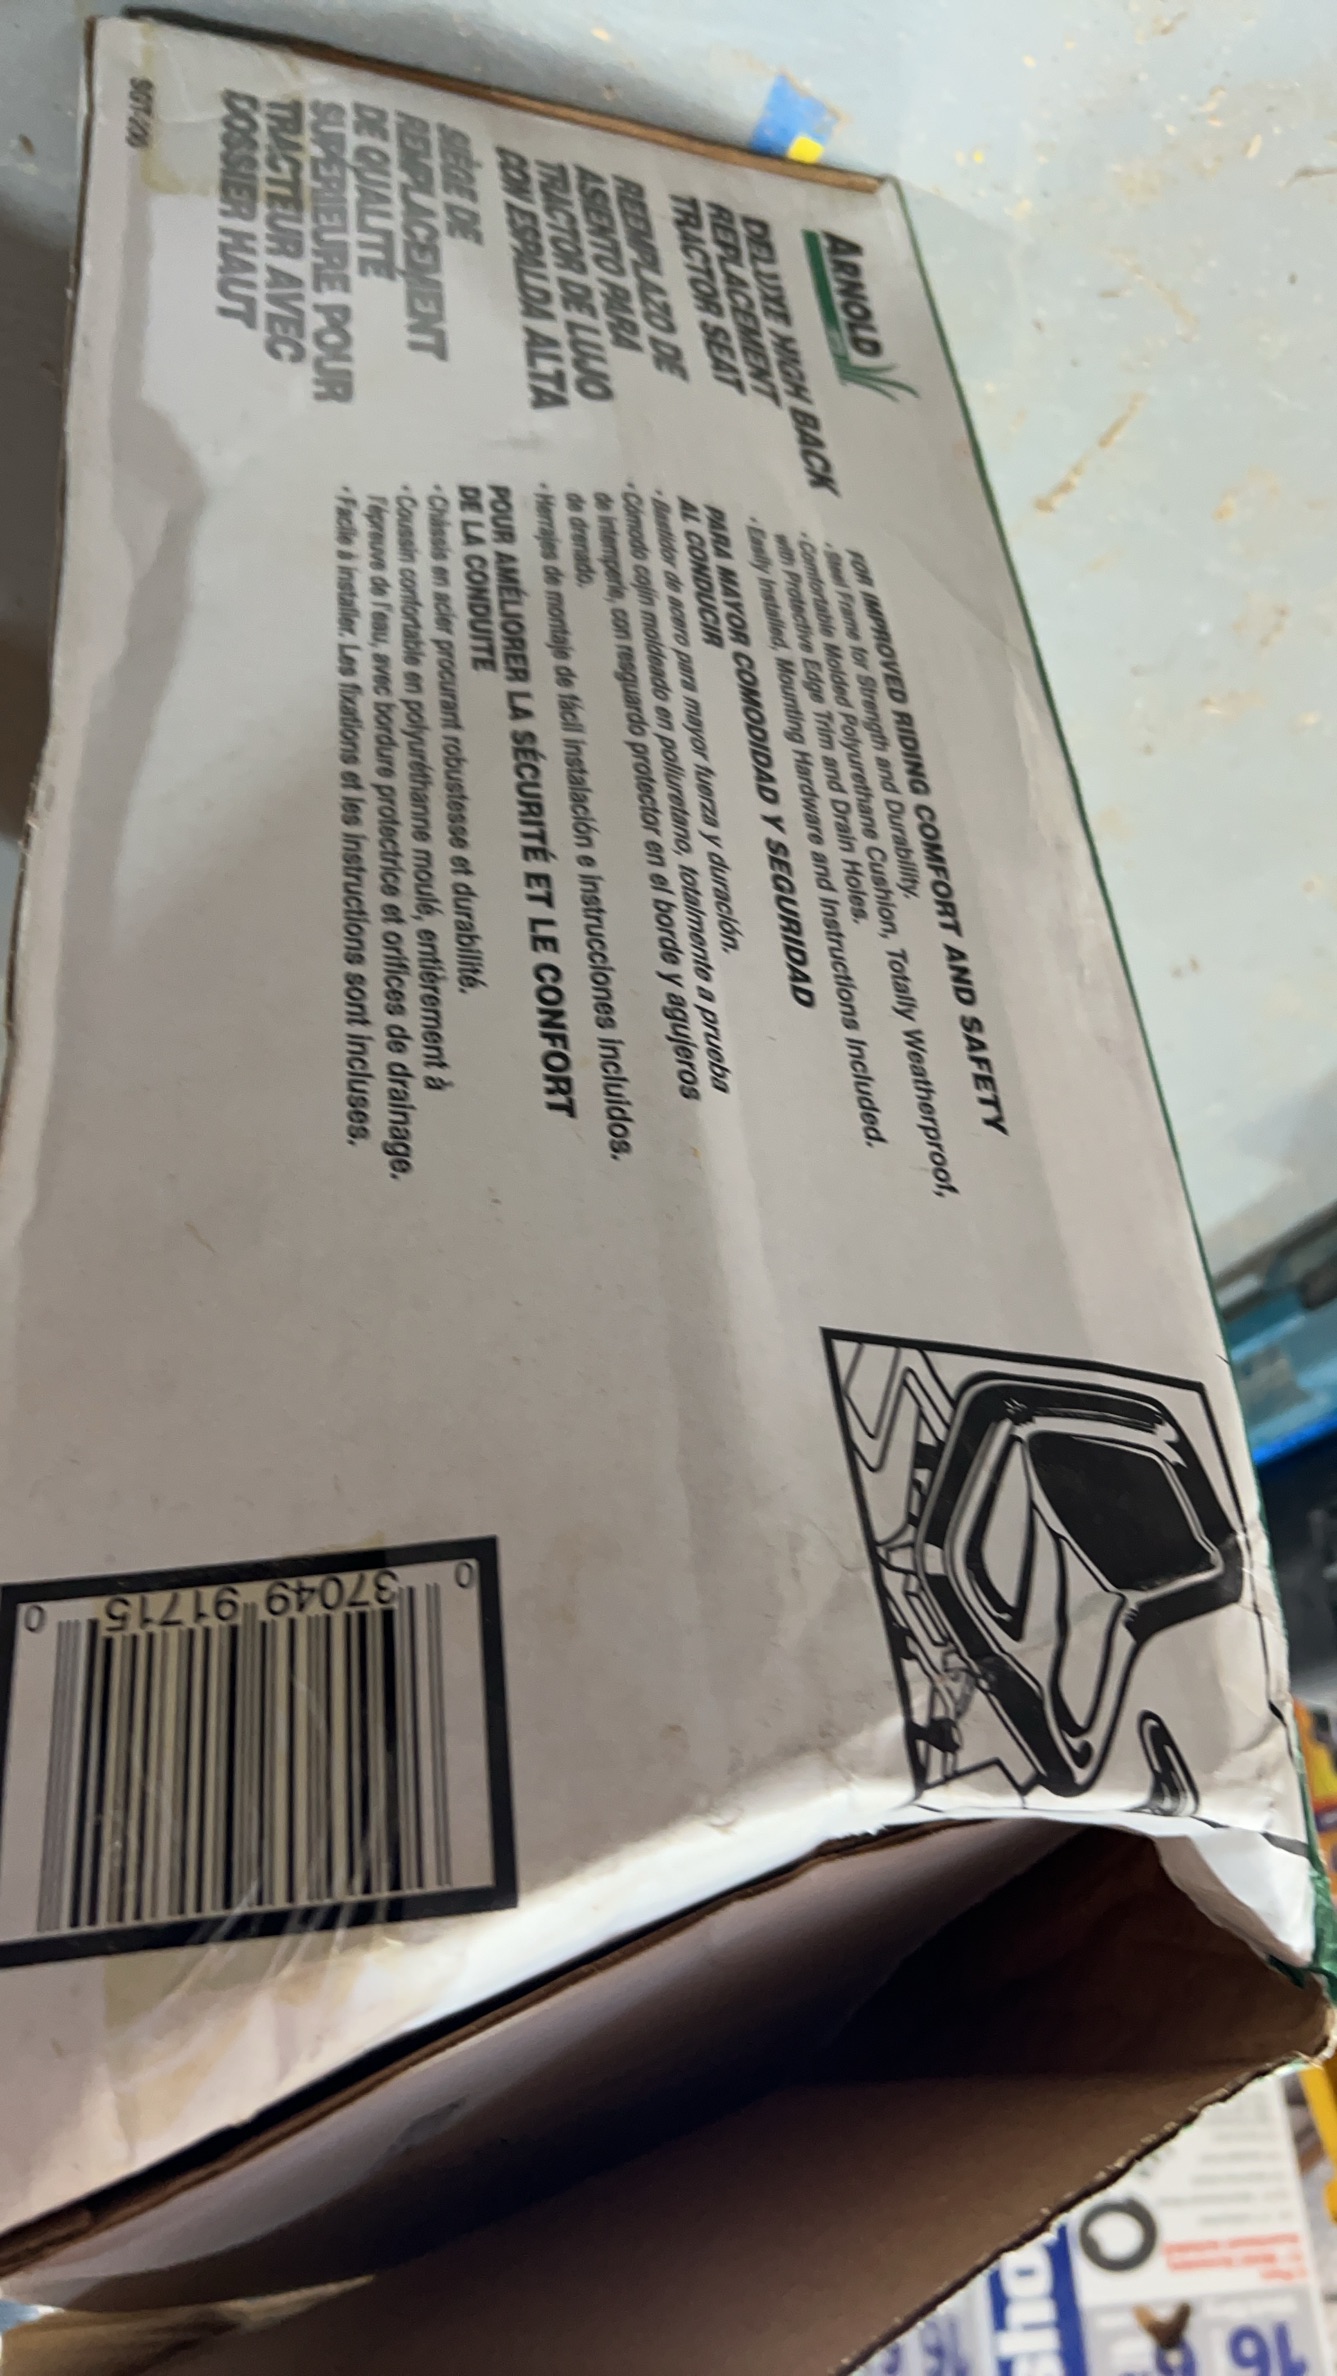 ARNOLD
DELUXE HIGH BACK
REPLACEMENT
TRACTOR SEAT
REEMPLAZO DE
ASIENTO PARA
TRACTOR DE LUJO
CON ESPALDA ALTA
SIÈGE DE
REMPLACEMENT
DE QUALITÉ
SUPÉRIEURE POUR
TRACTEUR AVEC
DOSSIER HAUT
FOR IMPROVED RIDING COMFORT AND SAFETY
• Steel Frame for Strength and Durability.
• Comfortable Molded Polyurethane Cushion, Totally Weatherproof,
with Protective Edge Trim and Drain Holes.
• Easily Installed, Mounting Hardware and Instructions Included.
PARA MAYOR COMODIDAD Y SEGURIDAD
AL CONDUCIR
• Bastidor de acero para mayor fuerza y duración.
• Cómodo cojín moldeado en poliuretano, totalmente a prueba
de intemperie, con resguardo protector en el borde y agujeros
de drenado.
• Herrajes de montaje de fácil instalación e instrucciones incluidos.
POUR AMÉLIORER LA SÉCURITÉ ET LE CONFORT
DE LA CONDUITE
• Châssis en acier procurant robustesse et durabilité.
• Coussin confortable en polyuréthanne moulé, entièrement à
l'épreuve de l'eau, avec bordure protectrice et orifices de drainage.
• Facile à installer. Les fixations et les instructions sont incluses.
0 37049 91715 0
sho
16
16